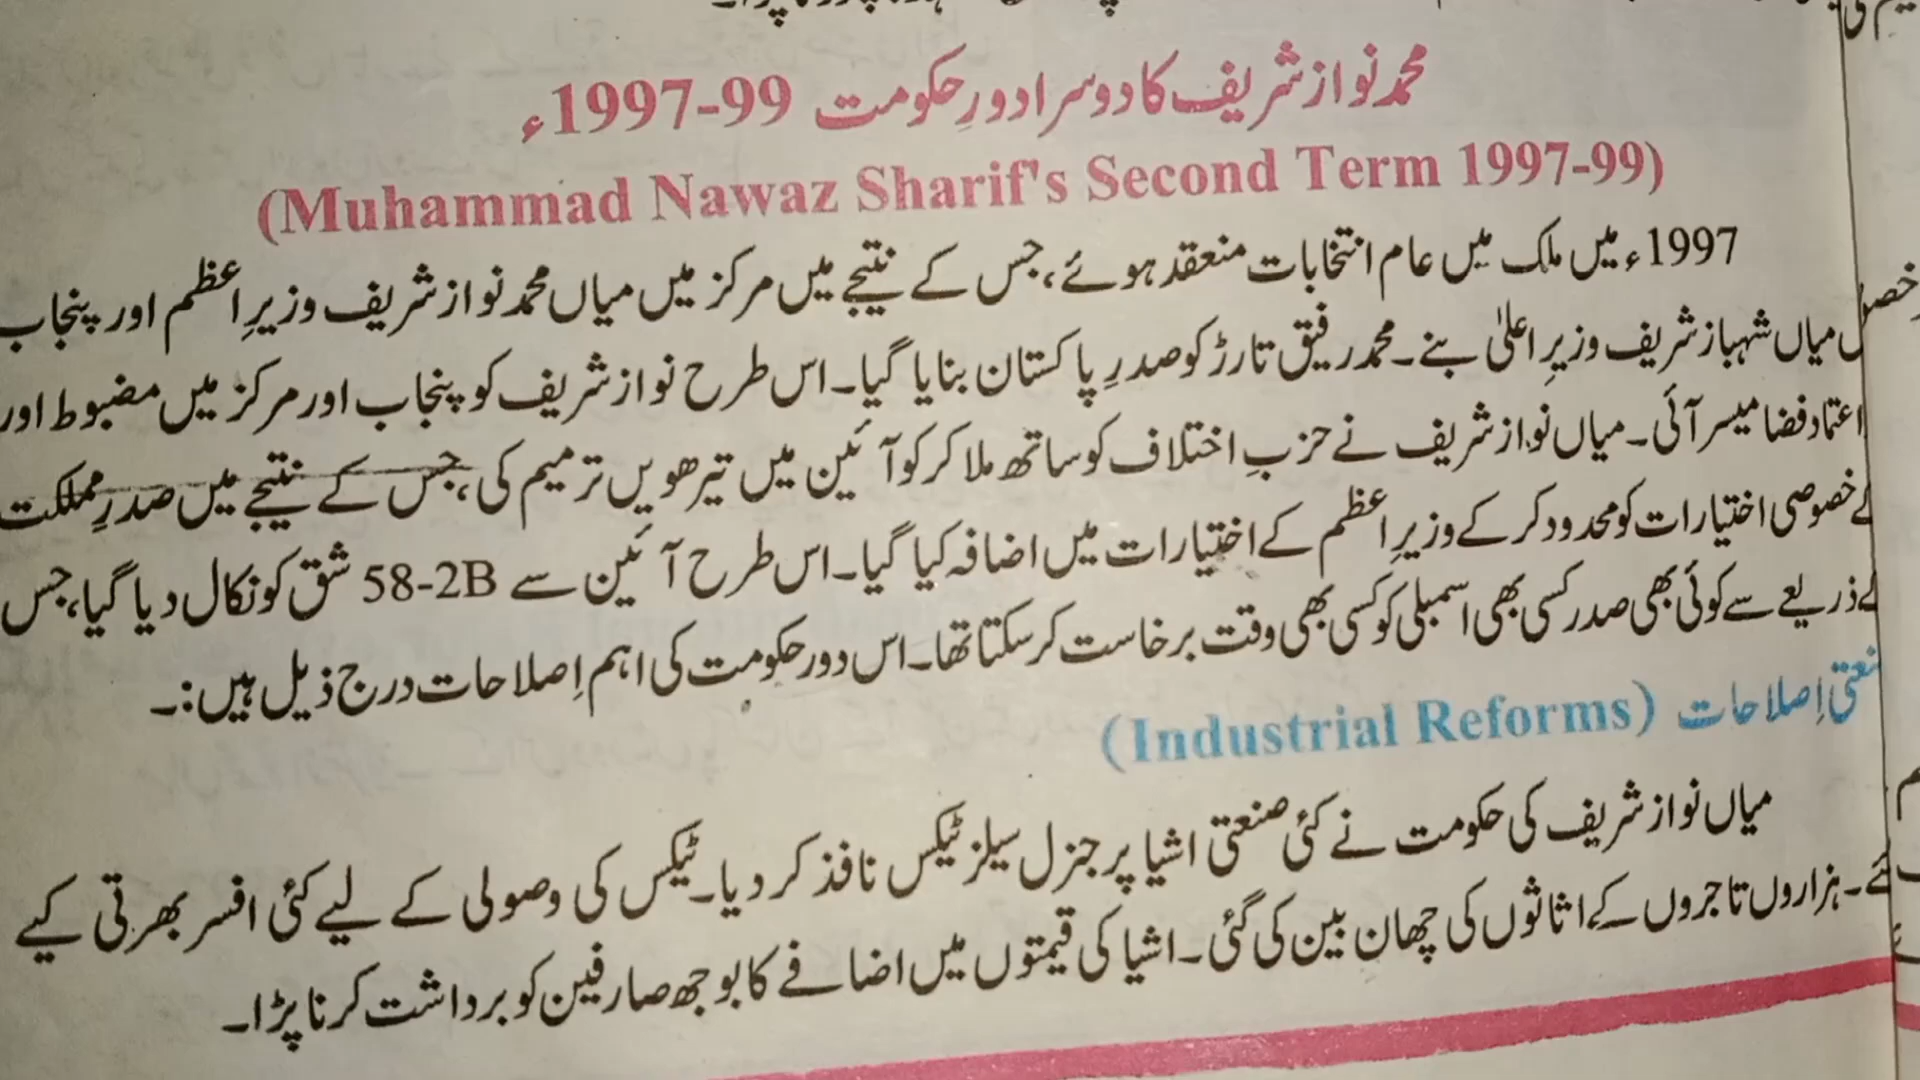 محمد نواز شریف کا دوسرا دورِ حکومت 99-1997ء
(Muhammad Nawaz Sharif's Second Term 1997-99)
1997ء میں ملک میں عام انتخابات منعقد ہوئے، جس کے نتیجے میں مرکز میں میاں محمد نواز شریف وزیرِ اعظم اور پنجاب
میاں شہباز شریف وزیرِ اعلیٰ بنے۔ محمد رفیق تارڑ کو صدرِ پاکستان بنایا گیا۔ اس طرح نواز شریف کو پنجاب اور مرکز میں مضبوط اور
اعتماد فضا میسر آئی۔ میاں نواز شریف نے حزبِ اختلاف کو ساتھ ملا کر کو آئین میں تیرھویں ترمیم کی، جس کے نتیجے میں صدرِ مملکت
کے خصوصی اختیارات کو محدود کر کے وزیرِ اعظم کے اختیارات میں اضافہ کیا گیا۔ اس طرح آئین سے 58-2B شق کو نکال دیا گیا، جس
کے ذریعے سے کوئی بھی صدر کسی بھی اسمبلی کو کسی بھی وقت برخاست کر سکتا تھا۔ اس دور حکومت کی اہم اِصلاحات درج ذیل ہیں:۔
نعتی اِصلاحات (Industrial Reforms)
میاں نواز شریف کی حکومت نے کئی صنعتی اشیا پر جنرل سیلز ٹیکس نافذ کر دیا۔ ٹیکس کی وصولی کے لیے کئی افسر بھرتی کیے
گئے۔ ہزاروں تاجروں کے اثاثوں کی چھان بین کی گئی۔ اشیا کی قیمتوں میں اضافے کا بوجھ صارفین کو برداشت کرنا پڑا۔